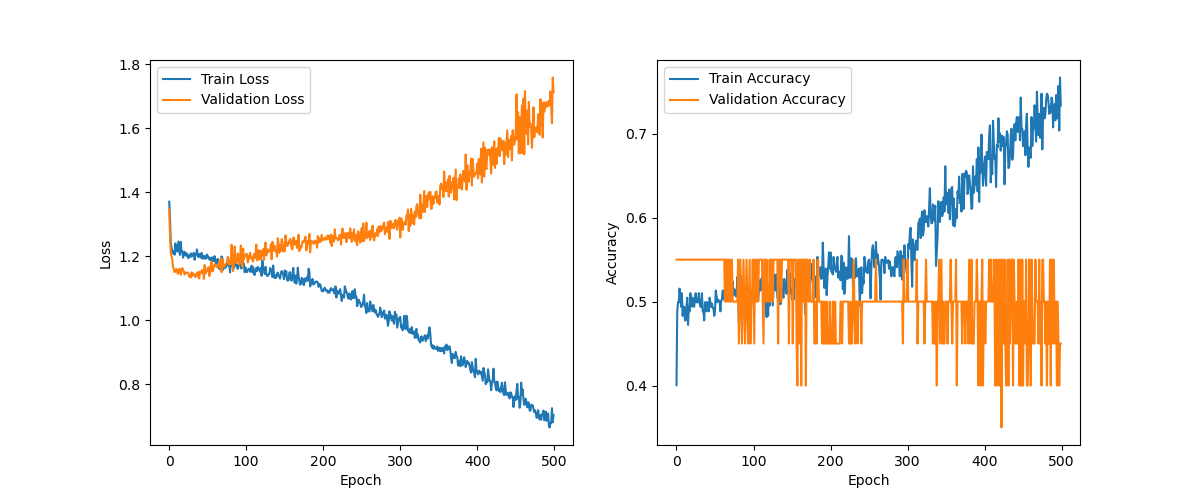 Train Loss
Validation Loss
1.8
1.6
1.4
1.2
1.0
0.8
Loss
0 100 200 300 400 500
Epoch
Train Accuracy
Validation Accuracy
0.7
0.6
0.5
0.4
Accuracy
0 100 200 300 400 500
Epoch